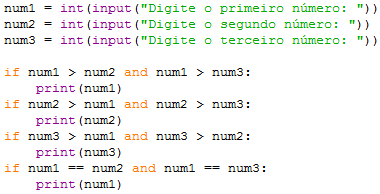 num1 = int(input("Digite o primeiro número: "))
num2 = int(input("Digite o segundo número: "))
num3 = int(input("Digite o terceiro número: "))

if num1 > num2 and num1 > num3:
    print(num1)
if num2 > num1 and num2 > num3:
    print(num2)
if num3 > num1 and num3 > num2:
    print(num3)
if num1 == num2 and num1 == num3:
    print(num1)